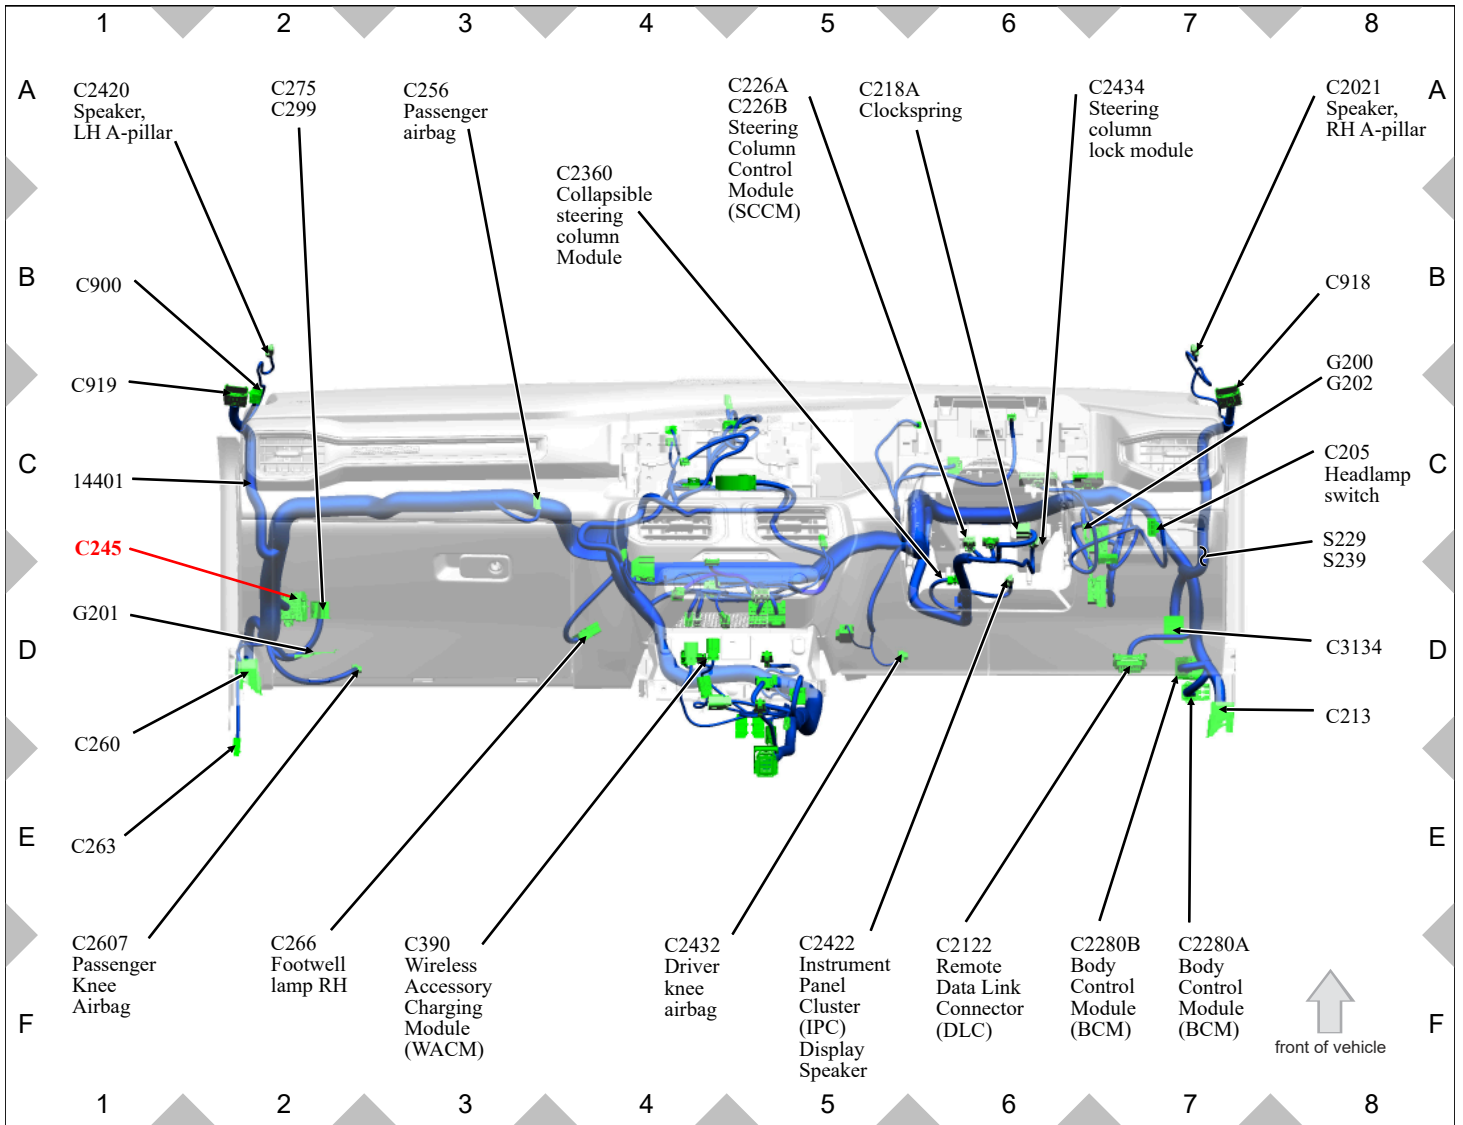 1 2 3 4 5 6 7 8
A
A
C2420
Speaker,
LH A-pillar
C275
C299
C256
Passenger
airbag
C2360
Collapsible
steering
column
Module
C226A
C226B
Steering
Column
Control
Module
(SCCM)
C218A
Clockspring
C2434
Steering
column
lock module
C2021
Speaker,
RH A-pillar
B
B
C900
C919
14401
C245
G201
C260
C263
C918
G200
G202
C
C
C205
Headlamp
switch
S229
S239
C3134
C213
D
D
E
E
C2607
Passenger
Knee
Airbag
C266
Footwell
lamp RH
C390
Wireless
Accessory
Charging
Module
(WACM)
C2432
Driver
knee
airbag
C2422
Instrument
Panel
Cluster
(IPC)
Display
Speaker
C2122
Remote
Data Link
Connector
(DLC)
C2280B
Body
Control
Module
(BCM)
C2280A
Body
Control
Module
(BCM)
front of vehicle
F
F
1 2 3 4 5 6 7 8